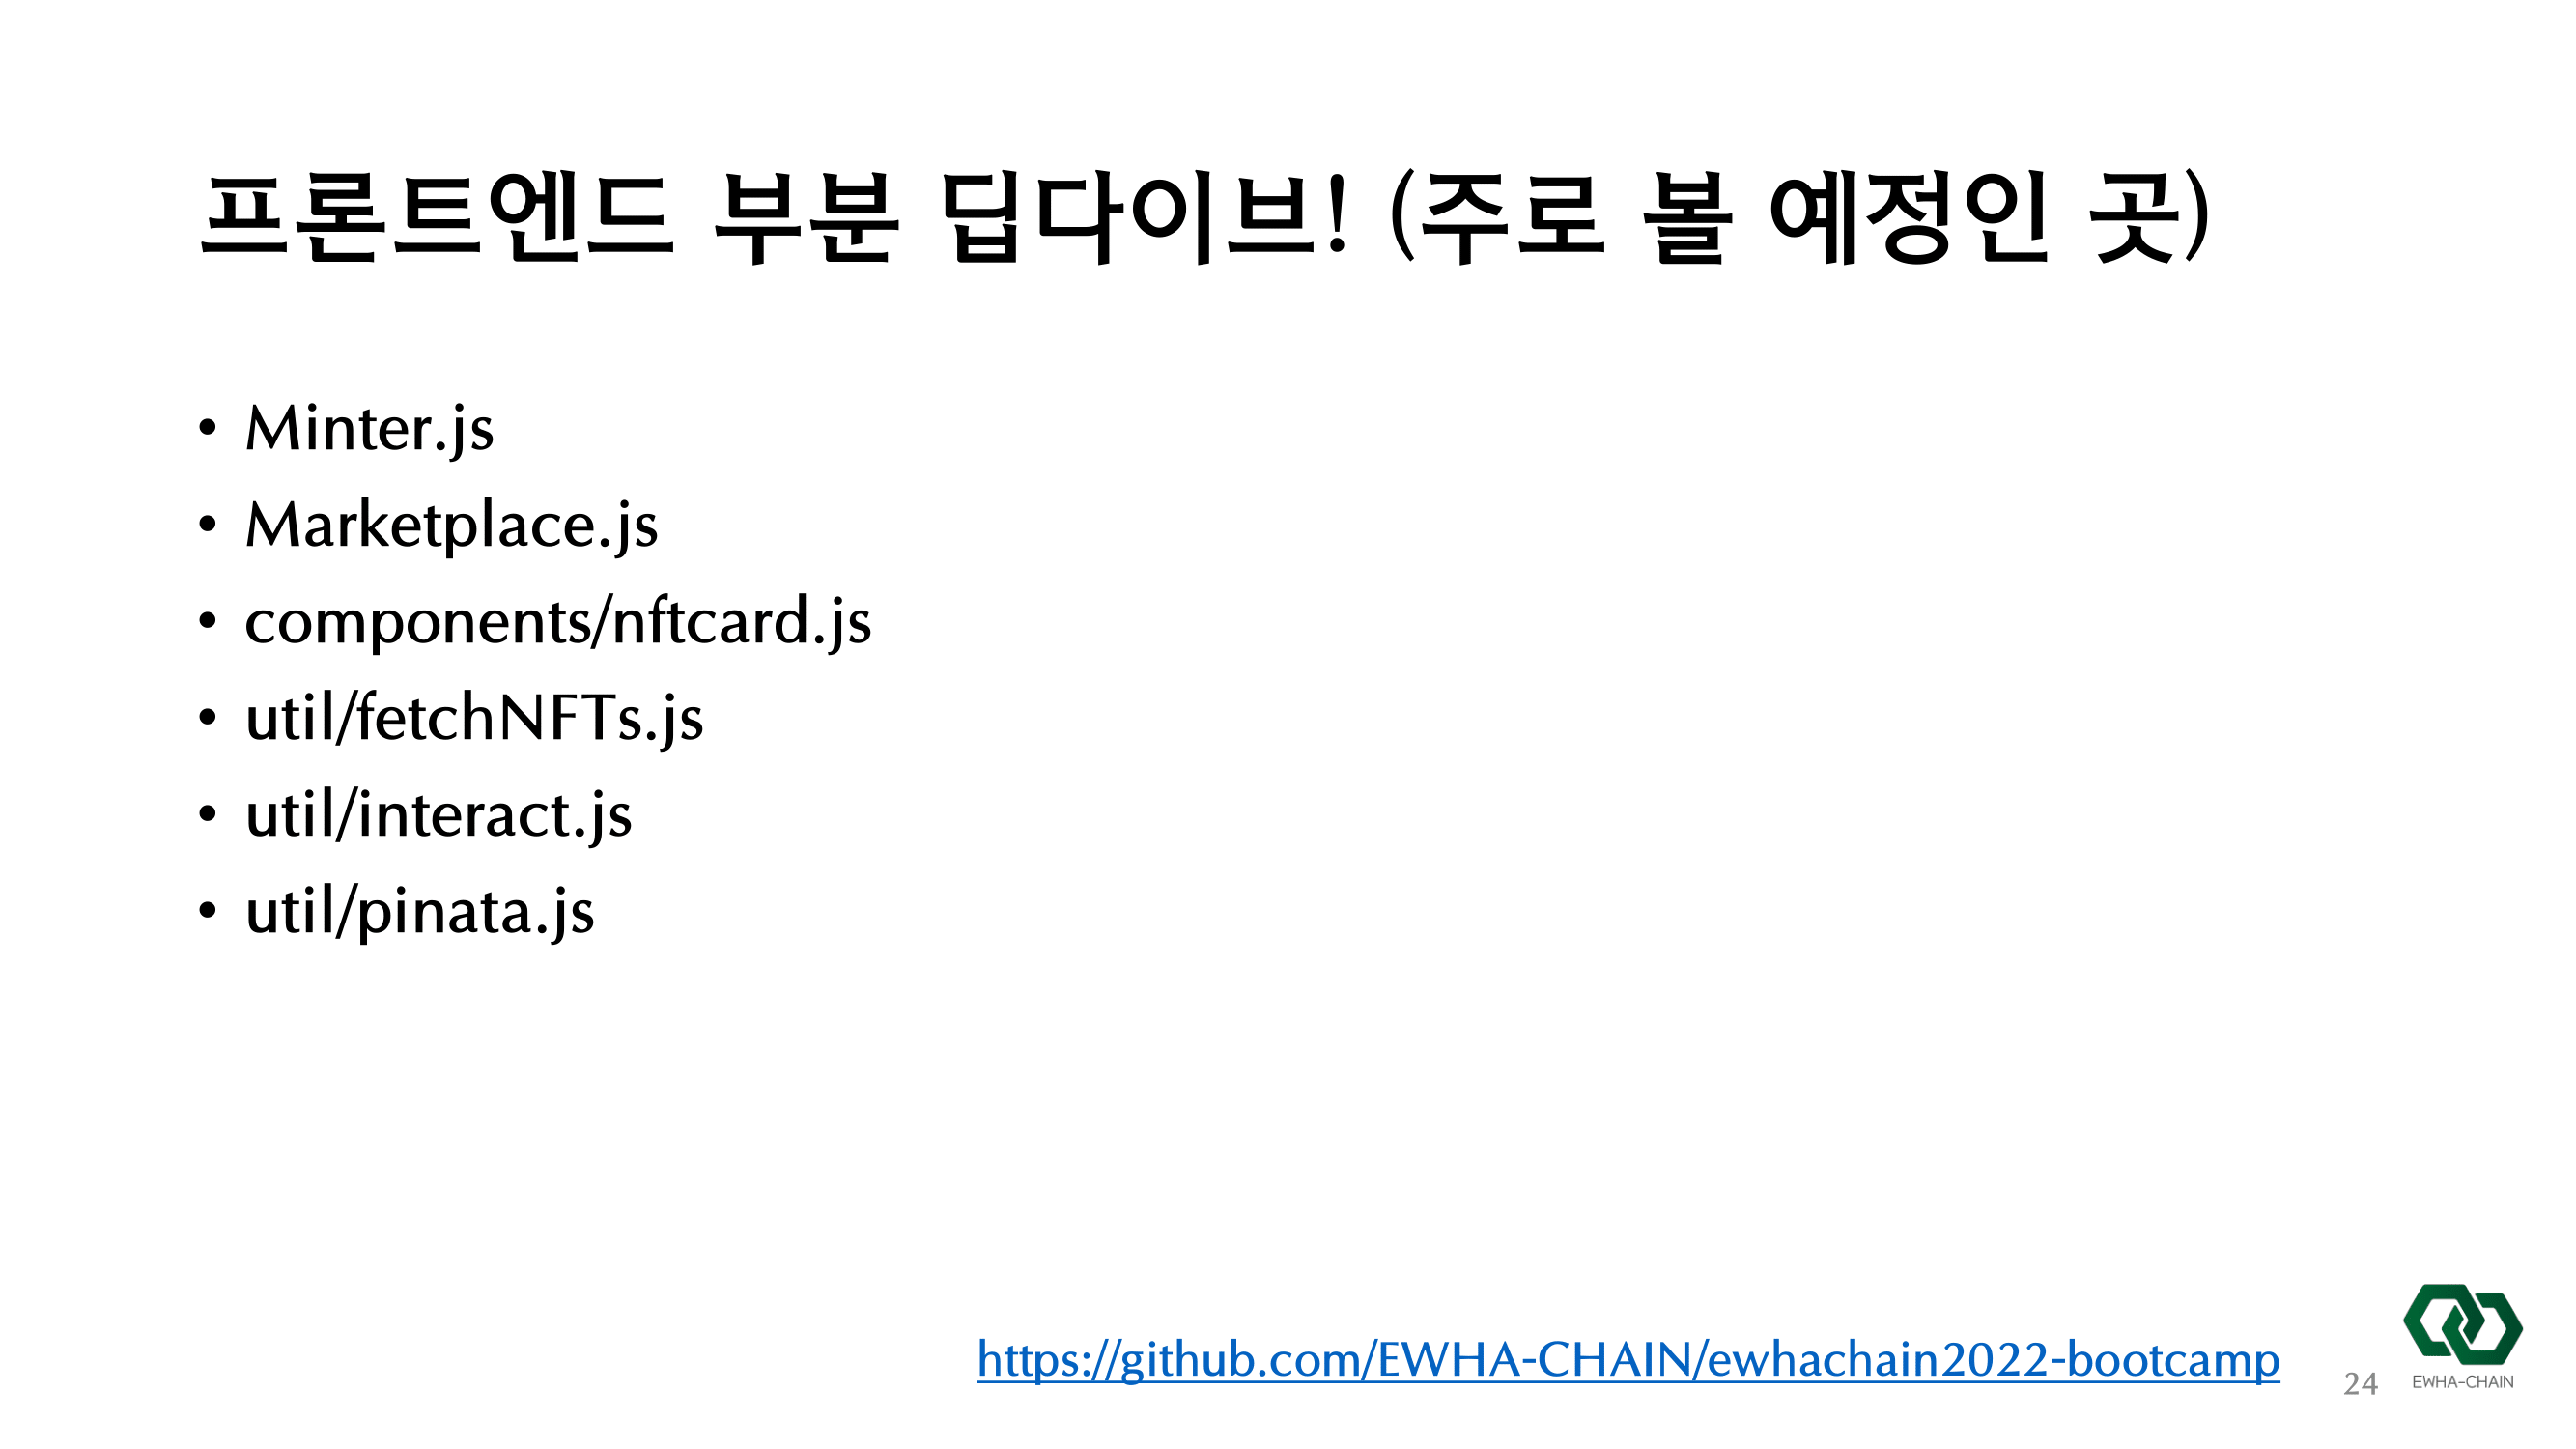 프론트엔드 부분 딥다이브! (주로 볼 예정인 곳)
• Minter.js
• Marketplace.js
• components/nftcard.js
• util/fetchNFTs.js
• util/interact.js
• util/pinata.js
https://github.com/EWHA-CHAIN/ewhachain2022-bootcamp
24
EWHA-CHAIN